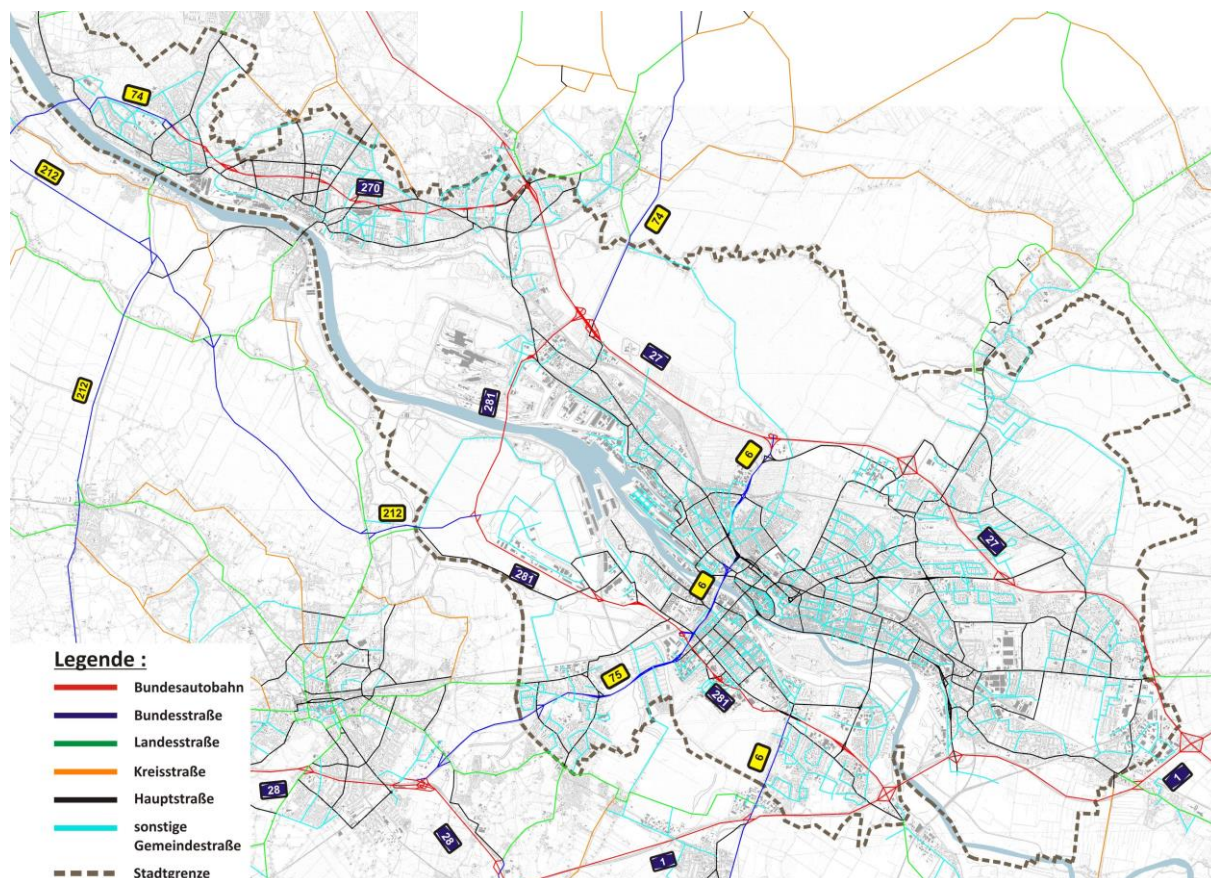 74
212
270
74
27
281
212
6
212
27
281
6
75
281
6
28
28
1
1
Legende :
Bundesautobahn
Bundesstraße
Landesstraße
Kreisstraße
Hauptstraße
sonstige
Gemeindestraße
Stadtgrenze